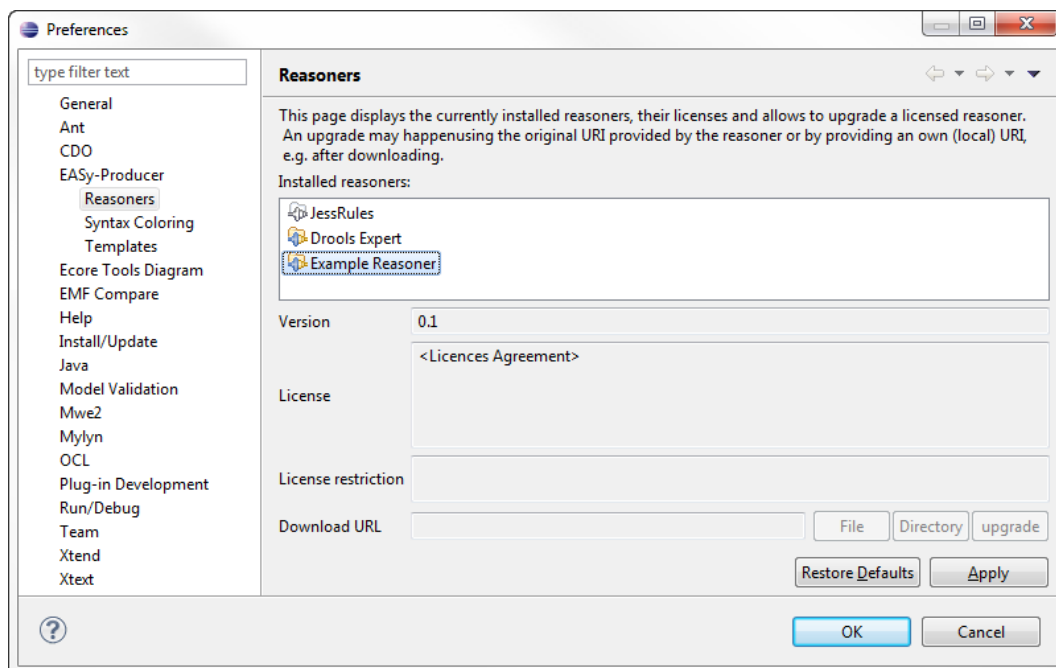 Preferences
type filter text
General
Ant
CDO
EASy-Producer
Reasoners
Syntax Coloring
Templates
Ecore Tools Diagram
EMF Compare
Help
Install/Update
Java
Model Validation
Mwe2
Mylyn
OCL
Plug-in Development
Run/Debug
Team
Xtend
Xtext
Reasoners
This page displays the currently installed reasoners, their licenses and allows to upgrade a licensed reasoner.
An upgrade may happenusing the original URI provided by the reasoner or by providing an own (local) URI,
e.g. after downloading.
Installed reasoners:
JessRules
Drools Expert
Example Reasoner
Version 0.1
License <Licences Agreement>
License restriction
Download URL File Directory upgrade
Restore Defaults Apply
OK Cancel